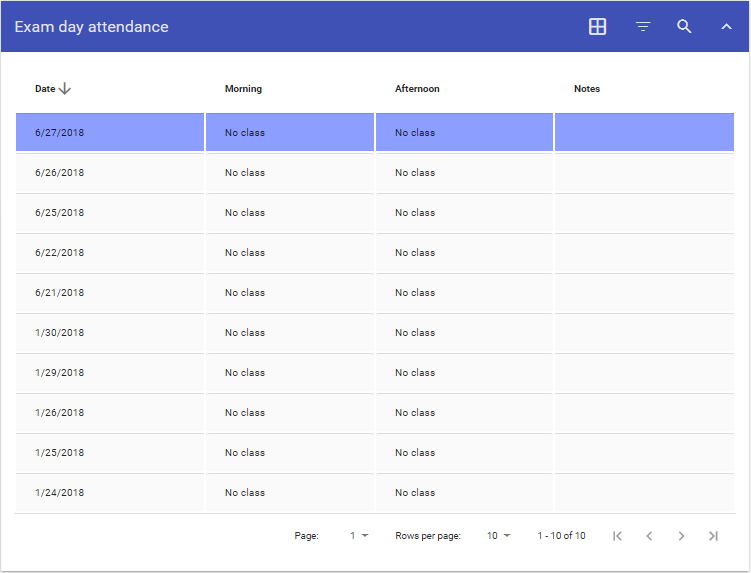 Exam day attendance
Date Morning Afternoon Notes
6/27/2018 No class No class
6/26/2018 No class No class
6/25/2018 No class No class
6/22/2018 No class No class
6/21/2018 No class No class
1/30/2018 No class No class
1/29/2018 No class No class
1/26/2018 No class No class
1/25/2018 No class No class
1/24/2018 No class No class
Page: 1 Rows per page: 10 1 - 10 of 10